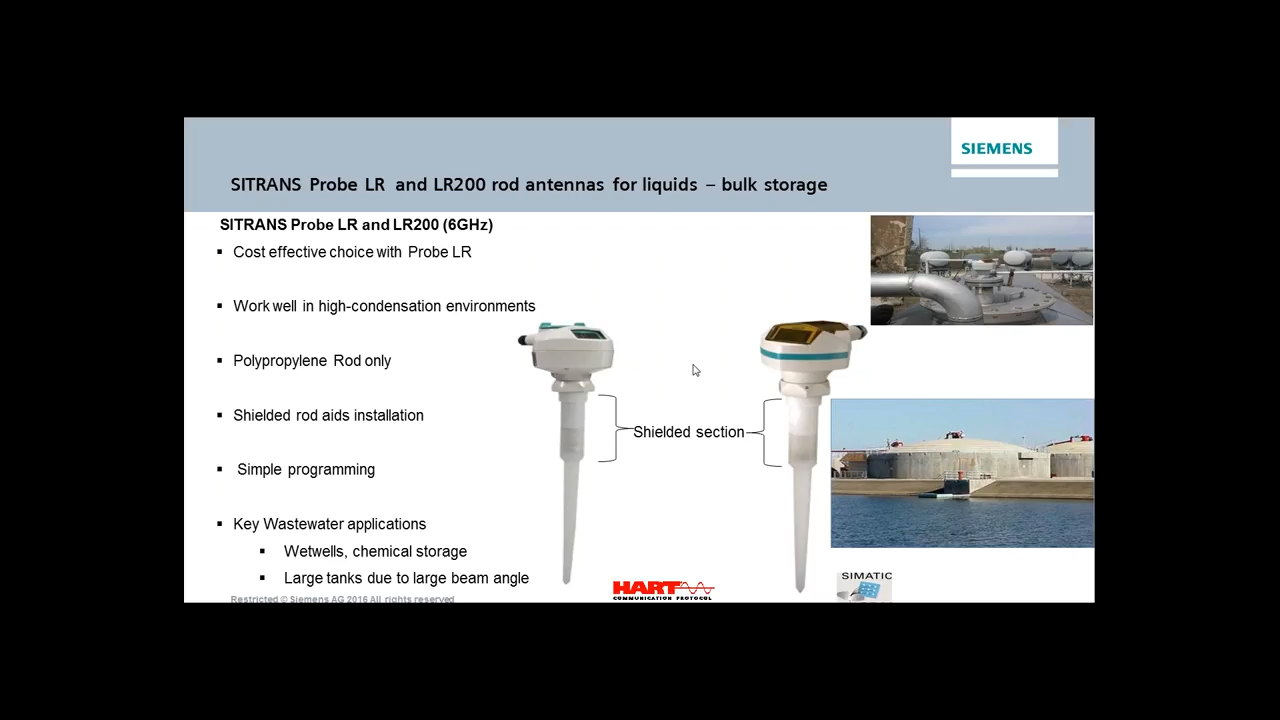 SIEMENS
SITRANS Probe LR and LR200 rod antennas for liquids – bulk storage
SITRANS Probe LR and LR200 (6GHz)
▪ Cost effective choice with Probe LR
▪ Work well in high-condensation environments
▪ Polypropylene Rod only
▪ Shielded rod aids installation
Shielded section
▪ Simple programming
▪ Key Wastewater applications
▪ Wetwells, chemical storage
▪ Large tanks due to large beam angle
HART
COMMUNICATION PROTOCOL
SIMATIC
Restricted © Siemens AG 2016 All rights reserved